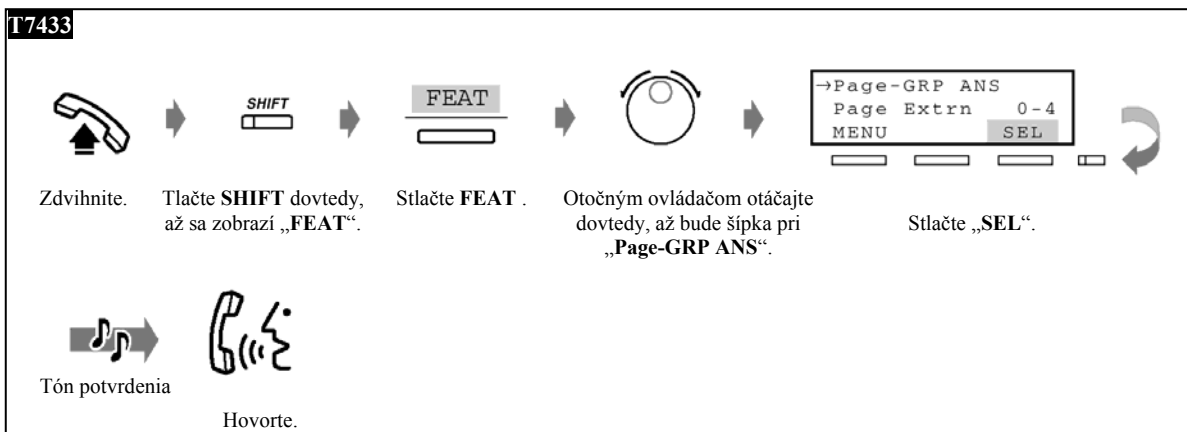 T7433
SHIFT
FEAT
→Page-GRP ANS
Page Extrn 0-4
MENU SEL
Zdvihnite.
Tlačte SHIFT dovtedy,
až sa zobrazí „FEAT“.
Stlačte FEAT .
Otočným ovládačom otáčajte
dovtedy, až bude šípka pri
„Page-GRP ANS“.
Stlačte „SEL“.
Tón potvrdenia
Hovorte.